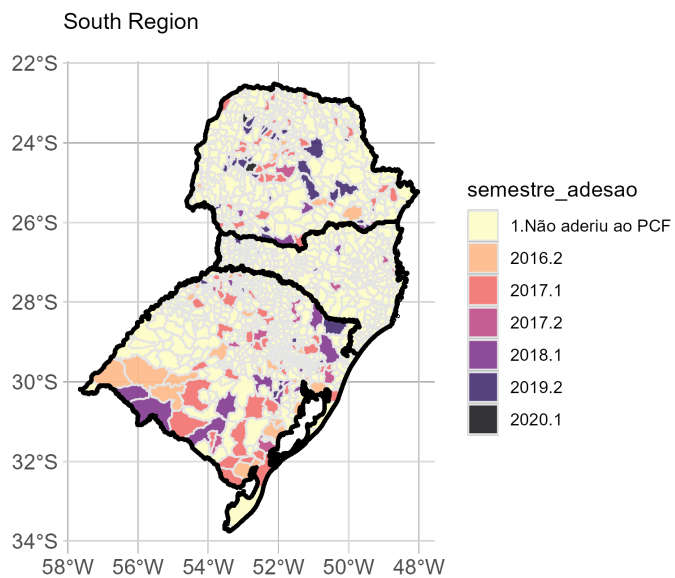 South Region
22°S
24°S
26°S
28°S
30°S
32°S
34°S
58°W 56°W 54°W 52°W 50°W 48°W
semestre_adesao
1.Não aderiu ao PCF
2016.2
2017.1
2017.2
2018.1
2019.2
2020.1